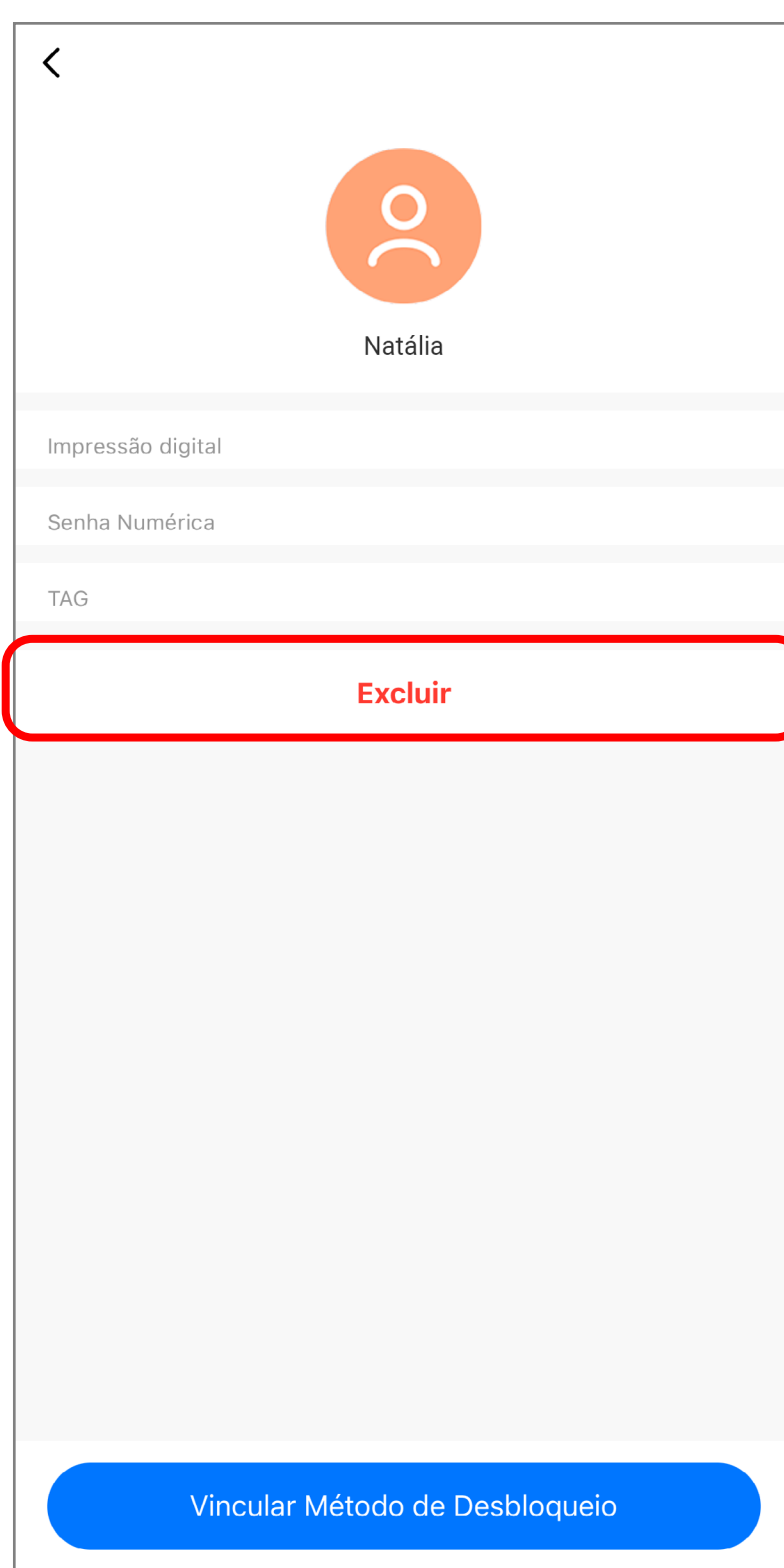 Natália
Impressão digital
Senha Numérica
TAG
Excluir
Vincular Método de Desbloqueio